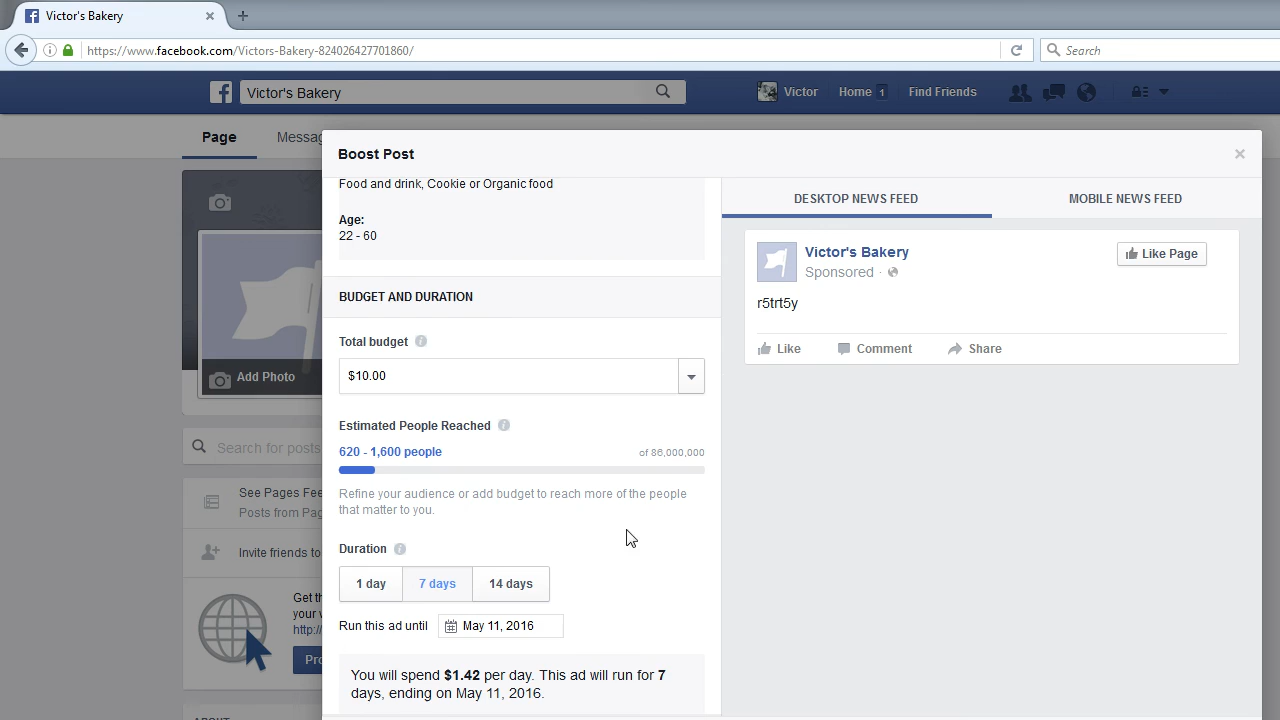 Victor's Bakery
https://www.facebook.com/Victors-Bakery-824026427701860/
Search
Victor's Bakery
Victor
Home 1
Find Friends
Page
Messag
Boost Post
Food and drink, Cookie or Organic food
Age:
22 - 60
BUDGET AND DURATION
Total budget
$10.00
Estimated People Reached
620 - 1,600 people
of 86,000,000
Refine your audience or add budget to reach more of the people
that matter to you.
Duration
1 day
7 days
14 days
Run this ad until
May 11, 2016
You will spend $1.42 per day. This ad will run for 7
days, ending on May 11, 2016.
DESKTOP NEWS FEED
MOBILE NEWS FEED
Victor's Bakery
Sponsored ·
Like Page
r5trt5y
Like
Comment
Share
Add Photo
Search for posts
See Pages Fee
Posts from Pag
Invite friends to
Get th
your v
http://
Pro